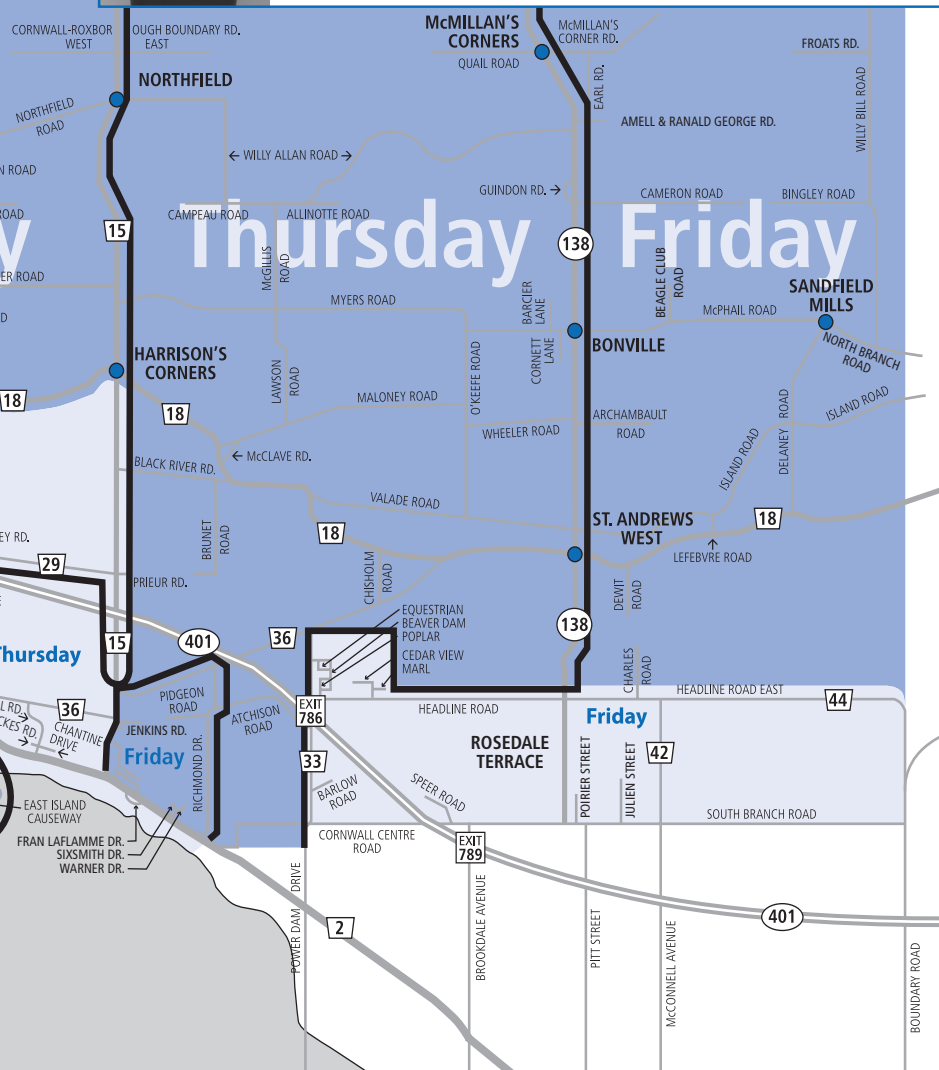 CORNWALL-ROXBOR
WEST
OUGH BOUNDARY RD.
EAST
McMILLAN'S
CORNERS
McMILLAN'S
CORNER RD.
FROATS RD.
QUAIL ROAD
NORTHFIELD
EARL RD.
WILLY BILL ROAD
NORTHFIELD
ROAD
AMELL & RANALD GEORGE RD.
← WILLY ALLAN ROAD →
N ROAD
GUINDON RD. →
CAMERON ROAD
BINGLEY ROAD
OAD
CAMPEAU ROAD
ALLINOTTE ROAD
y
Thursday
Friday
15
138
McGILLIS
ROAD
BEAGLE CLUB
ROAD
ER ROAD
SANDFIELD
MILLS
MYERS ROAD
BARCIER
LANE
McPHAIL ROAD
D
HARRISON'S
CORNERS
BONVILLE
CORNETT
LANE
O'KEEFE ROAD
NORTH BRANCH
ROAD
LAWSON
ROAD
MALONEY ROAD
18
18
ISLAND ROAD
DELANEY ROAD
ARCHAMBAULT
ROAD
WHEELER ROAD
ISLAND ROAD
← McCLAVE RD.
BLACK RIVER RD.
VALADE ROAD
ST. ANDREWS
WEST
18
18
BRUNET
ROAD
EY RD.
LEFEBVRE ROAD
29
PRIEUR RD.
CHISHOLM
ROAD
DEWIT
ROAD
EQUESTRIAN
BEAVER DAM
POPLAR
CEDAR VIEW
MARL
138
E
15
401
36
Thursday
CHARLES
ROAD
HEADLINE ROAD EAST
44
PIDGEON
ROAD
36
L RD.
CKES RD.
CHANTINE
DRIVE
JENKINS RD.
ATCHISON
ROAD
EXIT
786
HEADLINE ROAD
Friday
Friday
RICHMOND DR.
ROSEDALE
TERRACE
POIRIER STREET
JULIEN STREET
42
33
BARLOW
ROAD
SPEER ROAD
EAST ISLAND
CAUSEWAY
SOUTH BRANCH ROAD
FRAN LAFLAMME DR.
SIXSMITH DR.
WARNER DR.
CORNWALL CENTRE
ROAD
EXIT
789
POWER DAM DRIVE
2
BROOKDALE AVENUE
PITT STREET
McCONNELL AVENUE
401
BOUNDARY ROAD